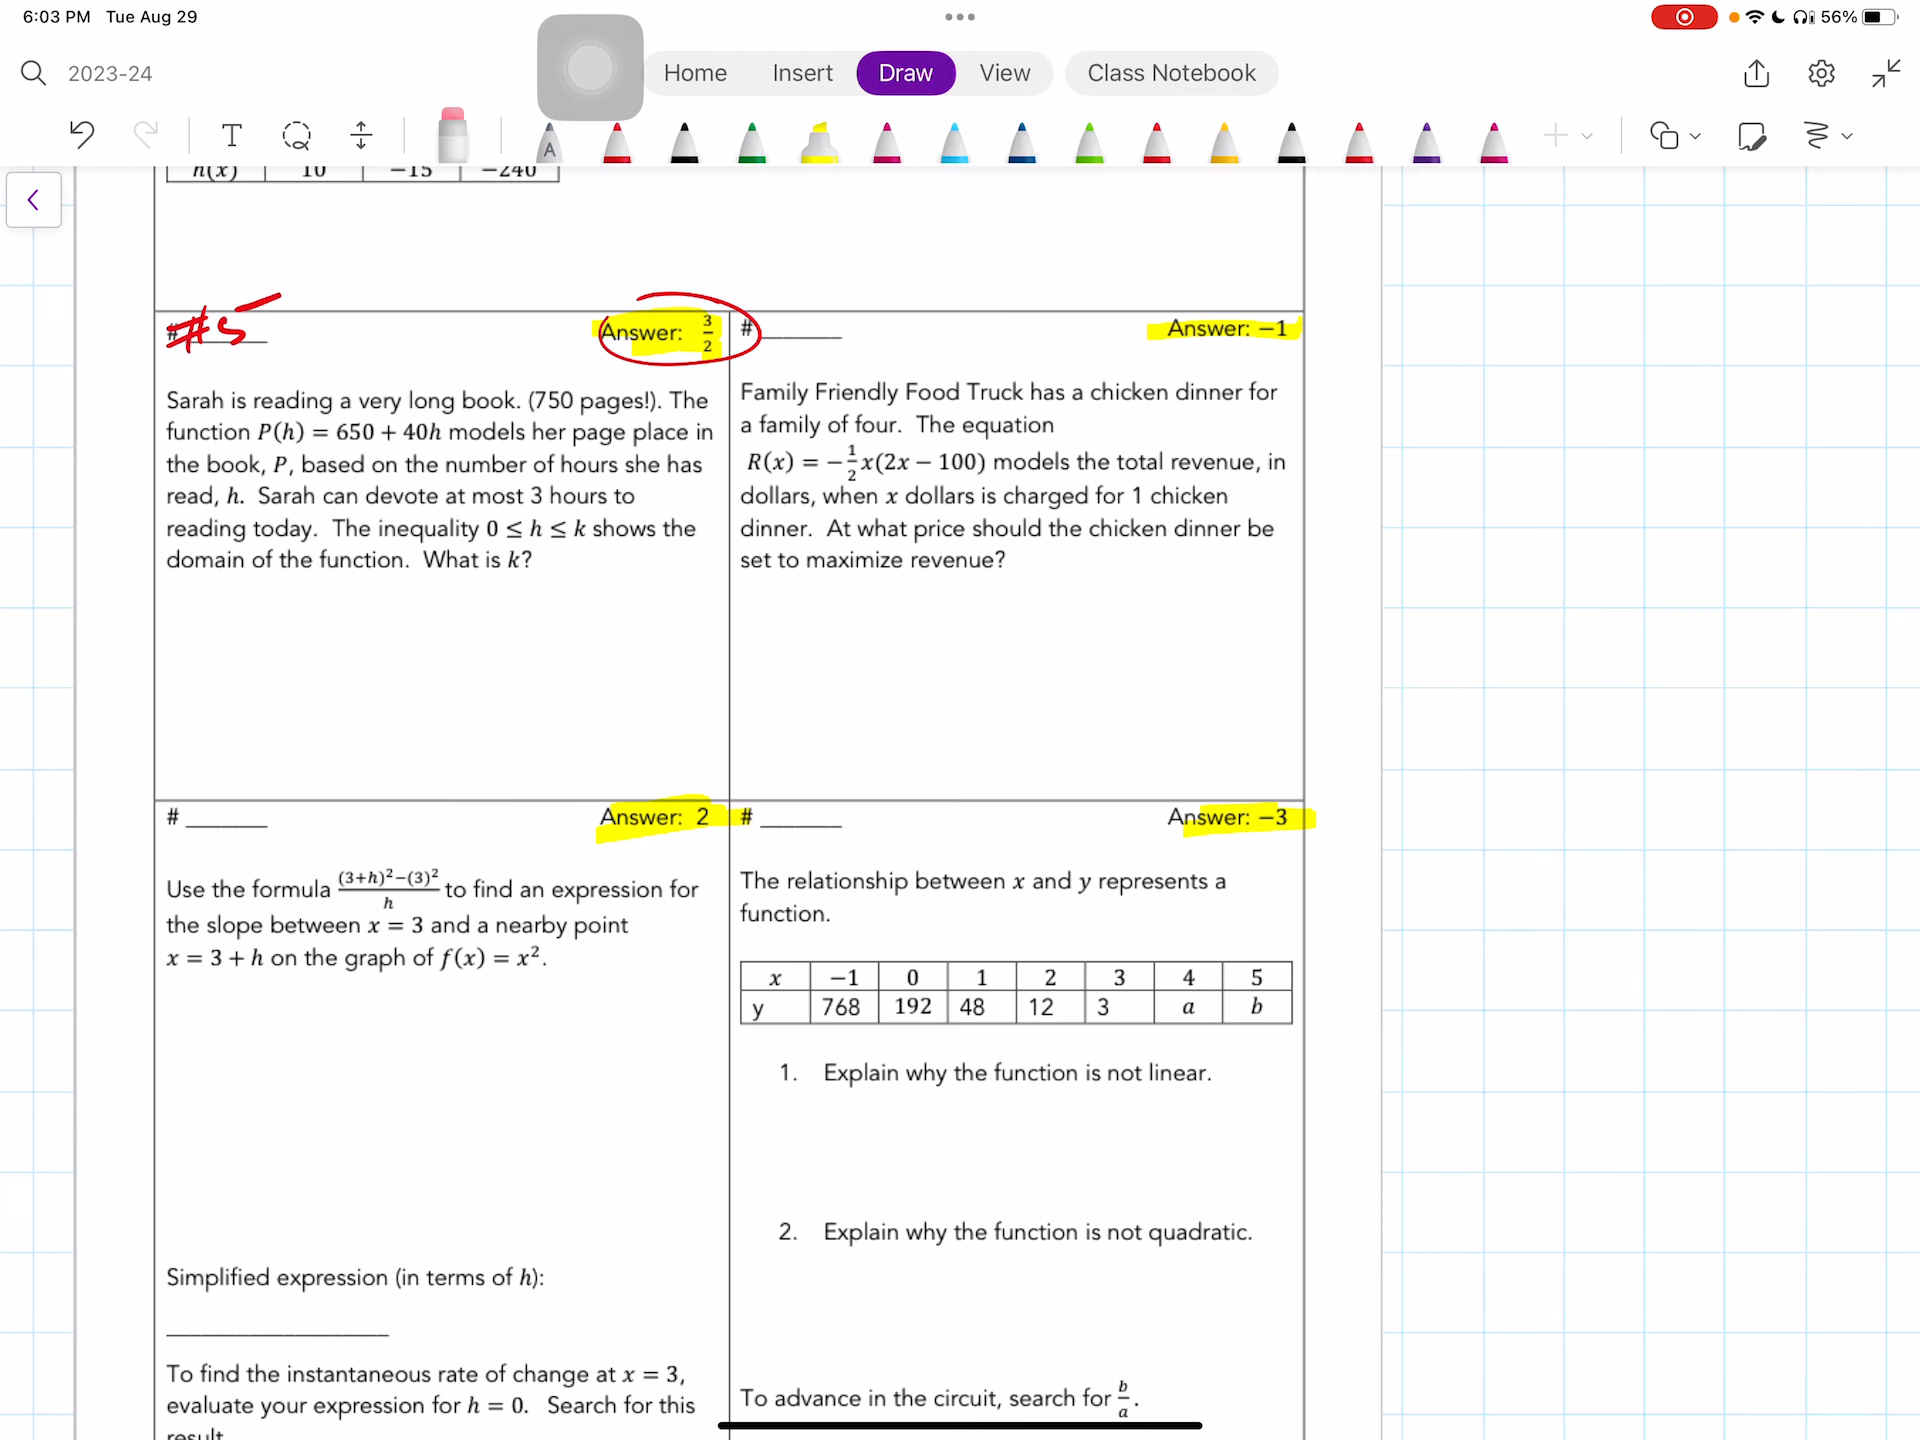 6:03 PM Tue Aug 29
56%
2023-24
Home Insert Draw View Class Notebook
T
A
h(x) 10 −15 −240
# #5 Answer: 3/2
Sarah is reading a very long book. (750 pages!). The
function P(h) = 650 + 40h models her page place in
the book, P, based on the number of hours she has
read, h. Sarah can devote at most 3 hours to
reading today. The inequality 0 ≤ h ≤ k shows the
domain of the function. What is k?
# ______ Answer: −1
Family Friendly Food Truck has a chicken dinner for
a family of four. The equation
R(x) = −1/2x(2x − 100) models the total revenue, in
dollars, when x dollars is charged for 1 chicken
dinner. At what price should the chicken dinner be
set to maximize revenue?
# ______ Answer: 2
Use the formula ((3+h)²−(3)²)/h to find an expression for
the slope between x = 3 and a nearby point
x = 3 + h on the graph of f(x) = x².
Simplified expression (in terms of h):
To find the instantaneous rate of change at x = 3,
evaluate your expression for h = 0. Search for this
result
# ______ Answer: −3
The relationship between x and y represents a
function.
x −1 0 1 2 3 4 5
y 768 192 48 12 3 a b
1. Explain why the function is not linear.
2. Explain why the function is not quadratic.
To advance in the circuit, search for b/a.